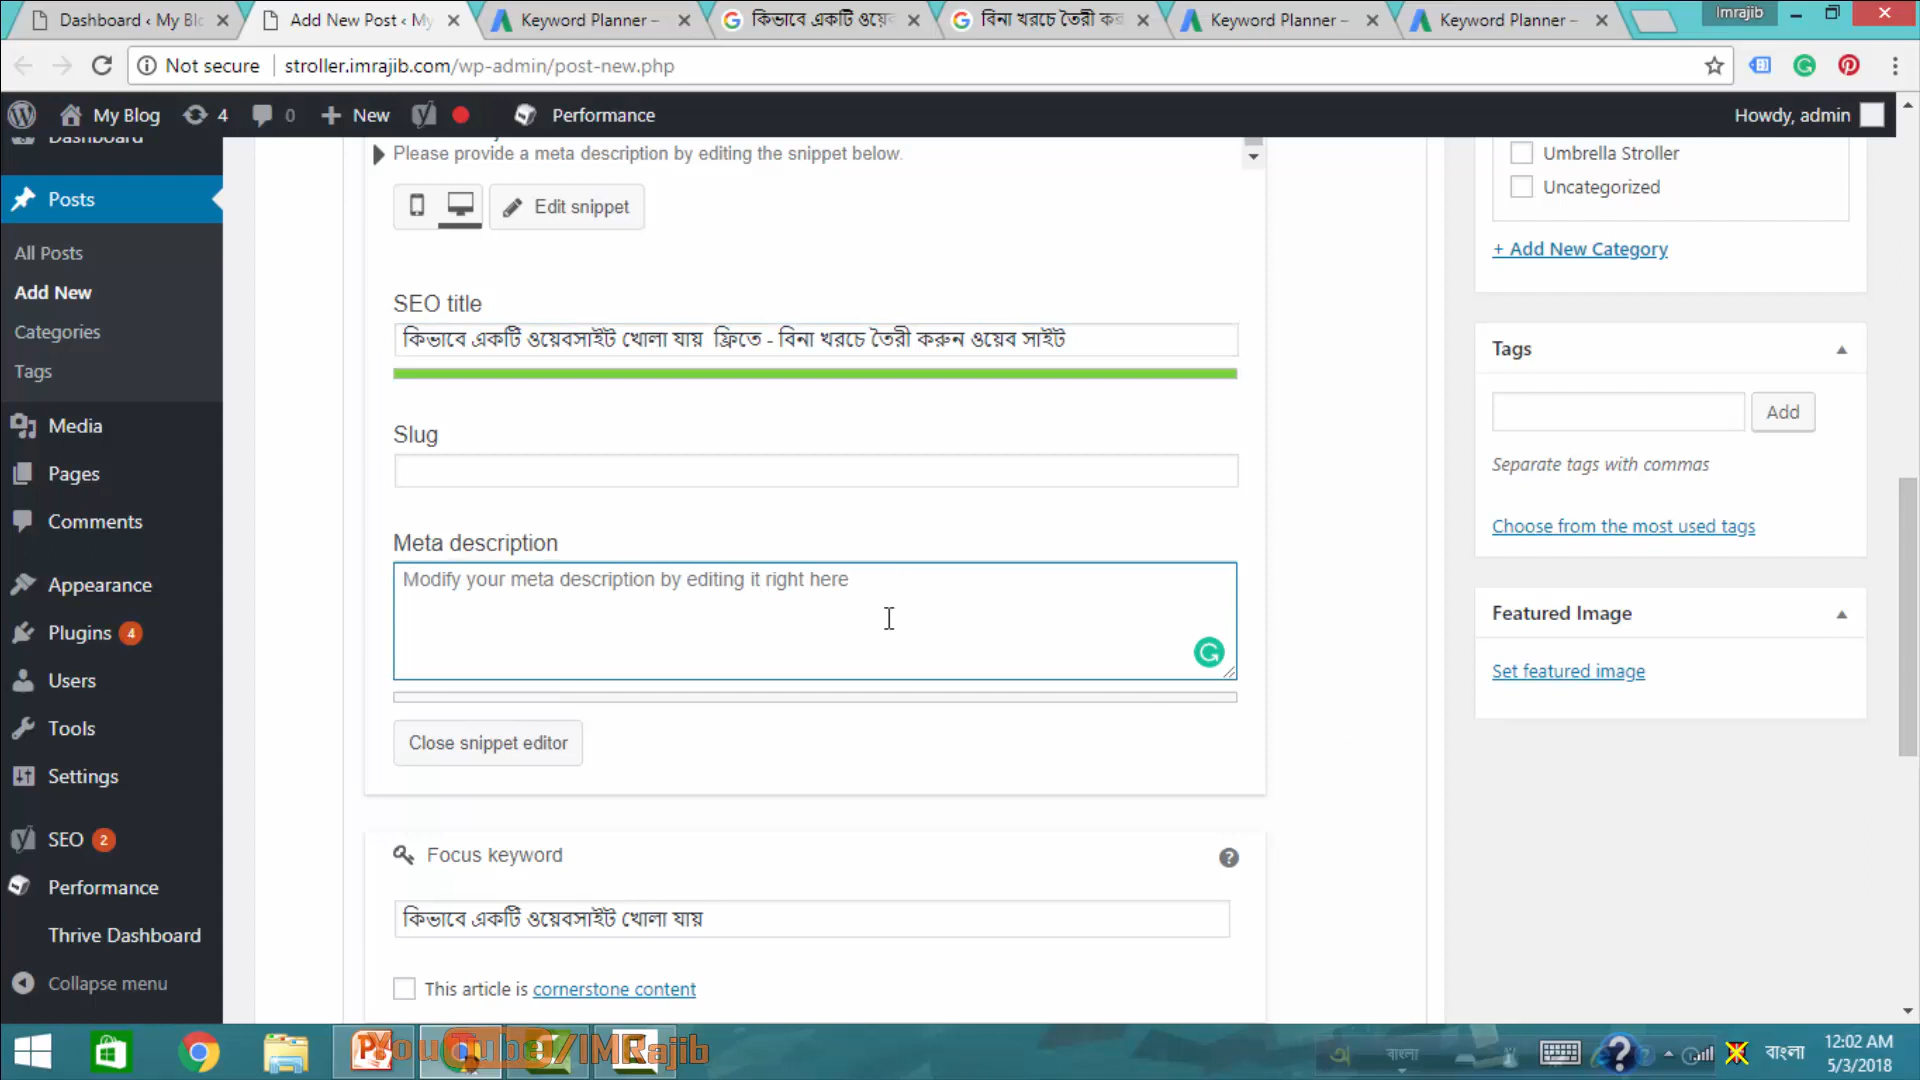 Dashboard ‹ My Bl
Add New Post ‹ My
Keyword Planner –
কিভাবে একটি ওয়েব
বিনা খরচে তৈরী কর
Keyword Planner –
Keyword Planner –
Imrajib
Not secure
stroller.imrajib.com/wp-admin/post-new.php
My Blog
4
0
New
Performance
Howdy, admin
Dashboard
Posts
All Posts
Add New
Categories
Tags
Media
Pages
Comments
Appearance
Plugins 4
Users
Tools
Settings
SEO 2
Performance
Thrive Dashboard
Collapse menu
Please provide a meta description by editing the snippet below.
Edit snippet
SEO title
কিভাবে একটি ওয়েবসাইট খোলা যায় ফ্রিতে - বিনা খরচে তৈরী করুন ওয়েব সাইট
Slug
Meta description
Modify your meta description by editing it right here
Close snippet editor
Focus keyword
কিভাবে একটি ওয়েবসাইট খোলা যায়
This article is cornerstone content
Umbrella Stroller
Uncategorized
+ Add New Category
Tags
Add
Separate tags with commas
Choose from the most used tags
Featured Image
Set featured image
YouTube/IMRajib
বাংলা
বাংলা
12:02 AM
5/3/2018